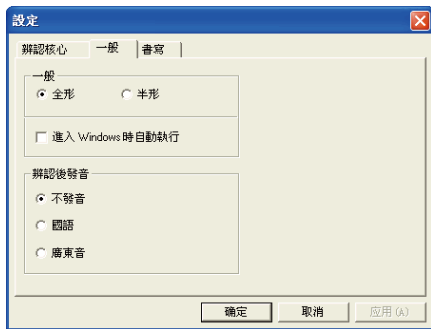 設定
辨認核心 一般 書寫
一般
全形 半形
進入 Windows 時自動執行
辨認後發音
不發音
國語
廣東音
确定 取消 应用(A)